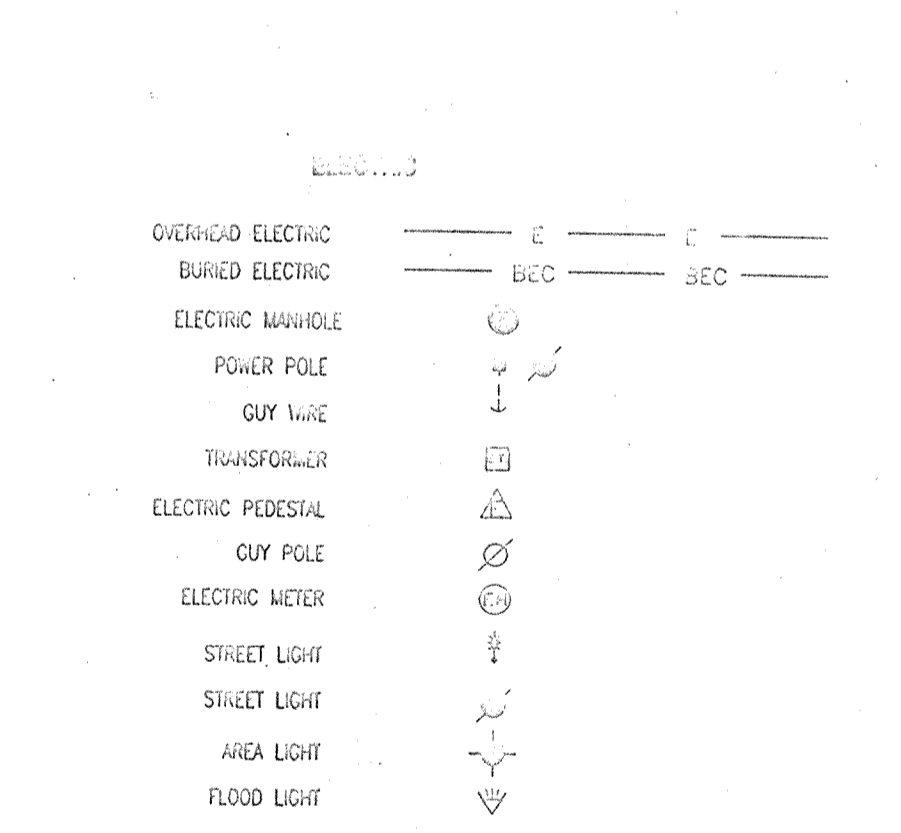 ELECTRIC
OVERHEAD ELECTRIC E E
BURIED ELECTRIC BEC BEC
ELECTRIC MANHOLE
POWER POLE
GUY WIRE
TRANSFORMER
ELECTRIC PEDESTAL E
GUY POLE
ELECTRIC METER
STREET LIGHT
STREET LIGHT
AREA LIGHT
FLOOD LIGHT